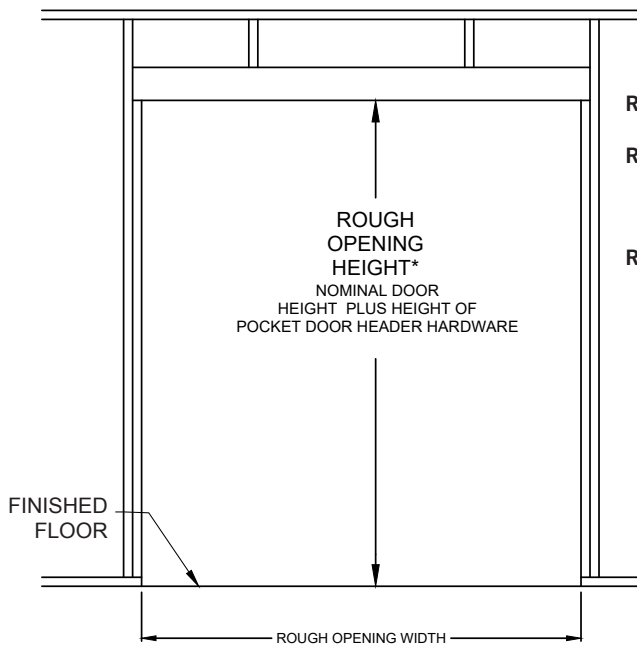 ROUGH
OPENING
HEIGHT*
NOMINAL DOOR
HEIGHT PLUS HEIGHT OF
POCKET DOOR HEADER HARDWARE
R
R
R
FINISHED
FLOOR
ROUGH OPENING WIDTH